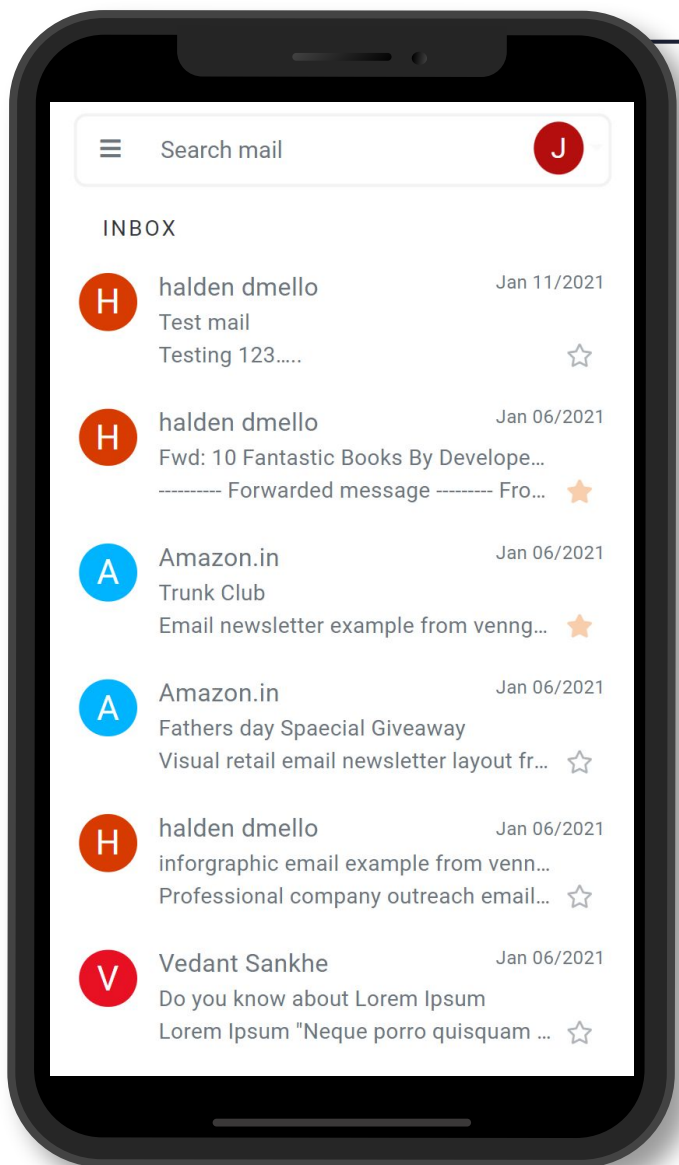 Search mail
J
INBOX
H
halden dmello
Jan 11/2021
Test mail
Testing 123.....
H
halden dmello
Jan 06/2021
Fwd: 10 Fantastic Books By Develope...
---------- Forwarded message --------- Fro...
A
Amazon.in
Jan 06/2021
Trunk Club
Email newsletter example from venng...
A
Amazon.in
Jan 06/2021
Fathers day Spaecial Giveaway
Visual retail email newsletter layout fr...
H
halden dmello
Jan 06/2021
inforgraphic email example from venn...
Professional company outreach email...
V
Vedant Sankhe
Jan 06/2021
Do you know about Lorem Ipsum
Lorem Ipsum "Neque porro quisquam ...